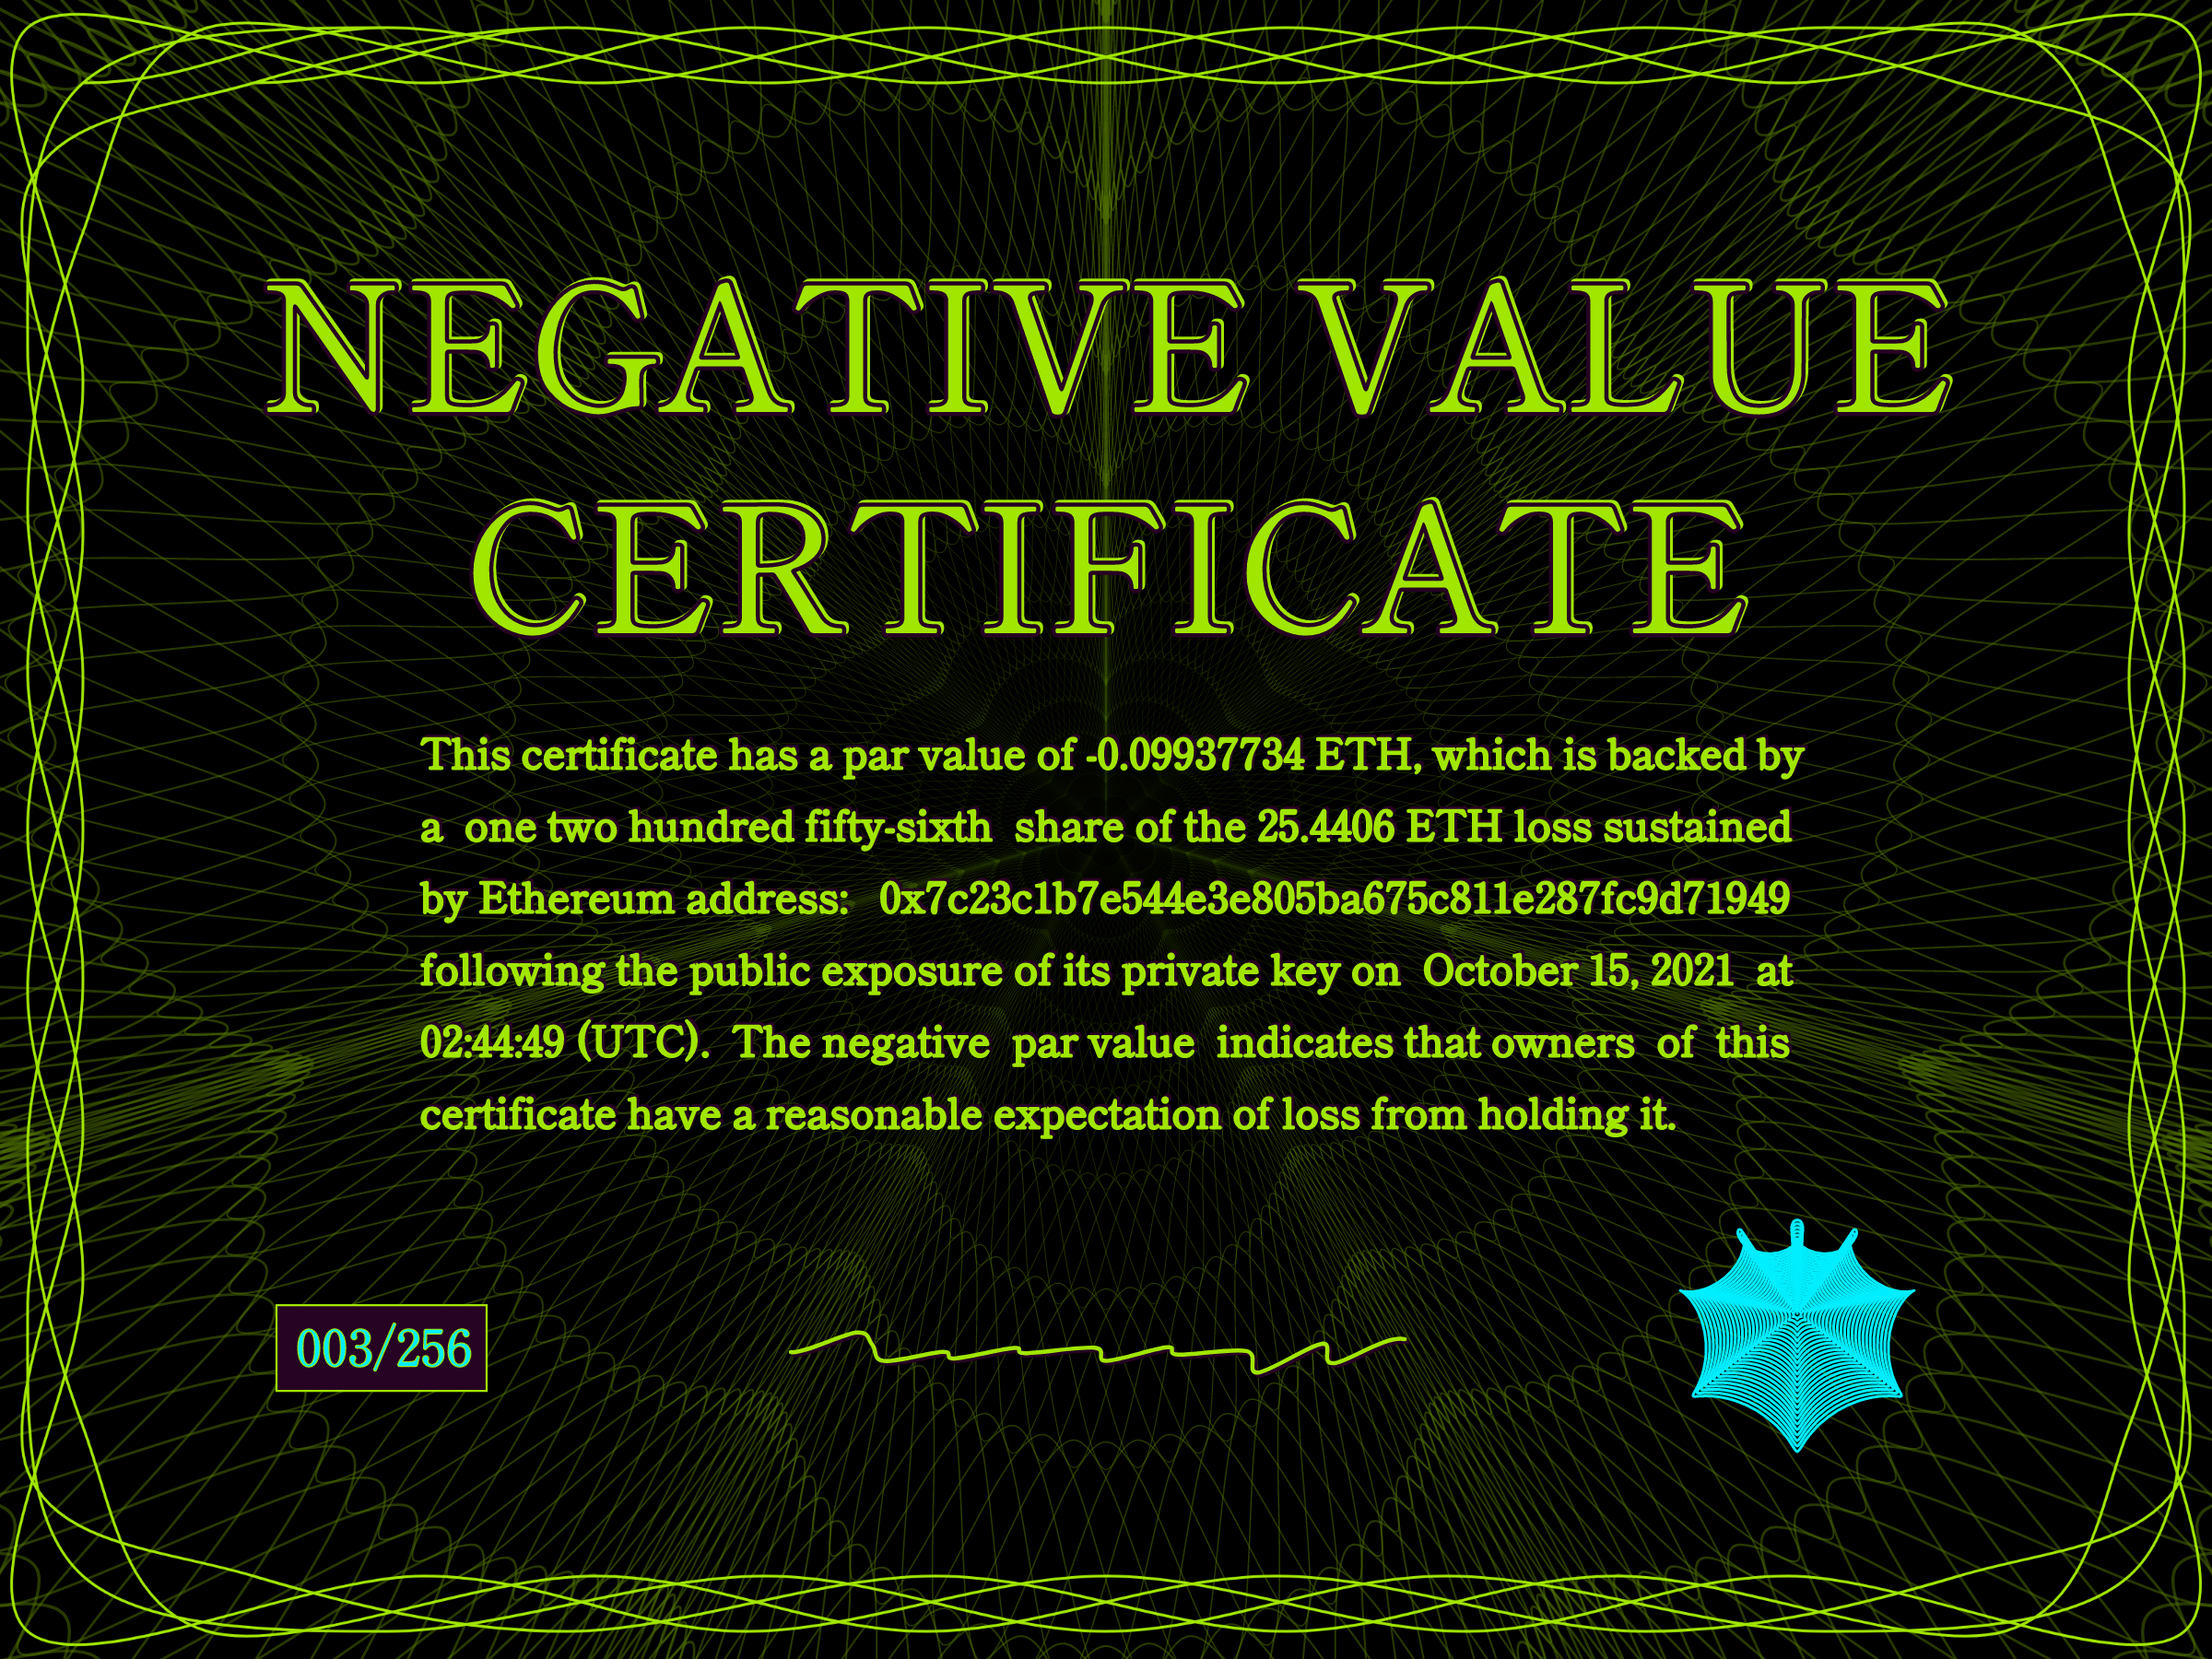 NEGATIVE VALUE
CERTIFICATE
This certificate has a par value of -0.09937734 ETH, which is backed by
a one two hundred fifty-sixth share of the 25.4406 ETH loss sustained
by Ethereum address: 0x7c23c1b7e544e3e805ba675c811e287fc9d71949
following the public exposure of its private key on October 15, 2021 at
02:44:49 (UTC). The negative par value indicates that owners of this
certificate have a reasonable expectation of loss from holding it.
003/256